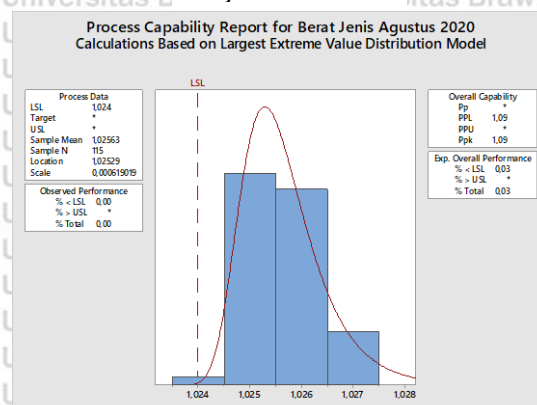 Universitas B
itas Braw
Process Capability Report for Berat Jenis Agustus 2020
Calculations Based on Largest Extreme Value Distribution Model
LSL
Process Data
LSL 1,024
Target *
USL *
Sample Mean 1,02563
Sample N 115
Location 1,02529
Scale 0,000619019
Observed Performance
% < LSL 0,00
% > USL *
% Total 0,00
Overall Capability
Pp *
PPL 1,09
PPU *
Ppk 1,09
Exp. Overall Performance
% < LSL 0,03
% > USL *
% Total 0,03
1,024 1,025 1,026 1,027 1,028